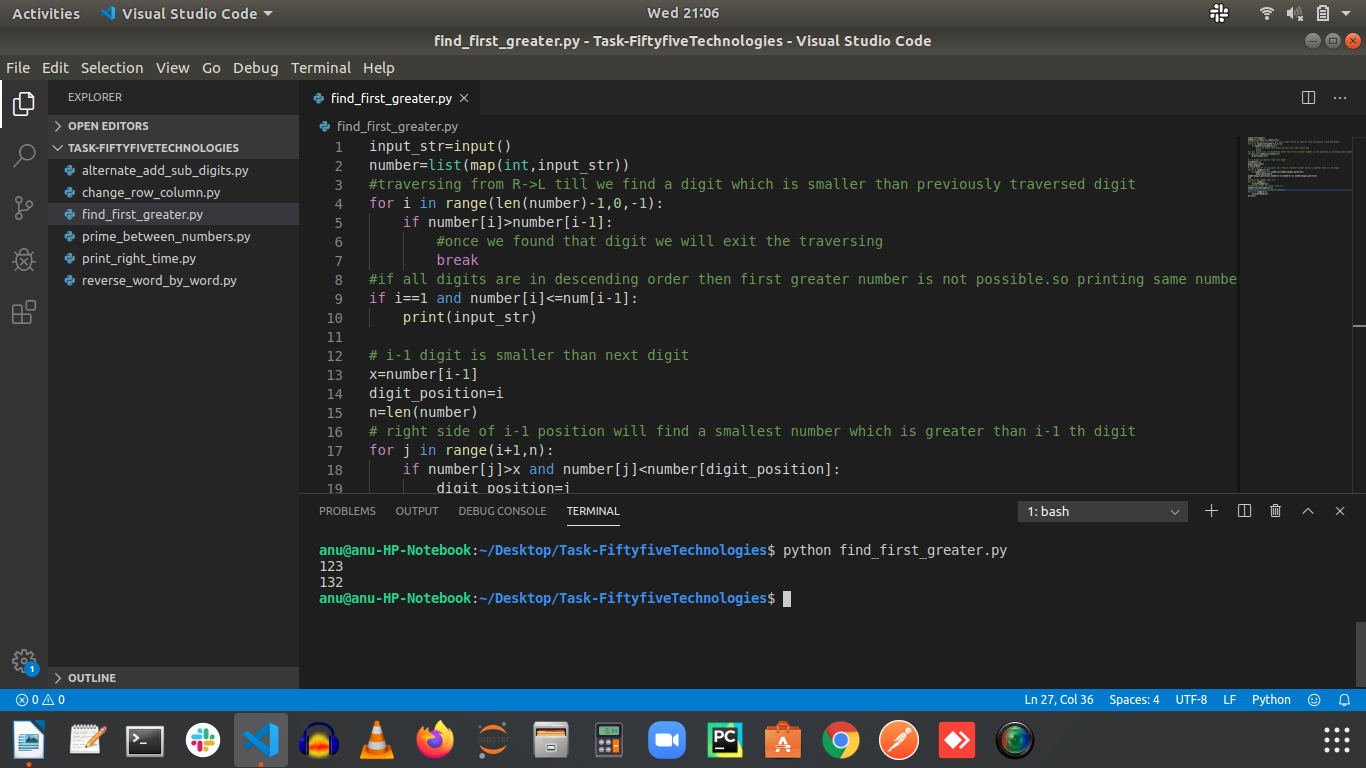 Activities Visual Studio Code Wed 21:06
find_first_greater.py - Task-FiftyfiveTechnologies - Visual Studio Code
File Edit Selection View Go Debug Terminal Help
EXPLORER
OPEN EDITORS
TASK-FIFTYFIVETECHNOLOGIES
alternate_add_sub_digits.py
change_row_column.py
find_first_greater.py
prime_between_numbers.py
print_right_time.py
reverse_word_by_word.py
OUTLINE
1
find_first_greater.py
find_first_greater.py
1 input_str=input()
2 number=list(map(int,input_str))
3 #traversing from R->L till we find a digit which is smaller than previously traversed digit
4 for i in range(len(number)-1,0,-1):
5 if number[i]>number[i-1]:
6 #once we found that digit we will exit the traversing
7 break
8 #if all digits are in descending order then first greater number is not possible.so printing same numbe
9 if i==1 and number[i]<=num[i-1]:
10 print(input_str)
11
12 # i-1 digit is smaller than next digit
13 x=number[i-1]
14 digit_position=i
15 n=len(number)
16 # right side of i-1 position will find a smallest number which is greater than i-1 th digit
17 for j in range(i+1,n):
18 if number[j]>x and number[j]<number[digit_position]:
19 digit_position=j
PROBLEMS OUTPUT DEBUG CONSOLE TERMINAL 1: bash
anu@anu-HP-Notebook:~/Desktop/Task-FiftyfiveTechnologies$ python find_first_greater.py
123
132
anu@anu-HP-Notebook:~/Desktop/Task-FiftyfiveTechnologies$
0 0 Ln 27, Col 36 Spaces: 4 UTF-8 LF Python
PC